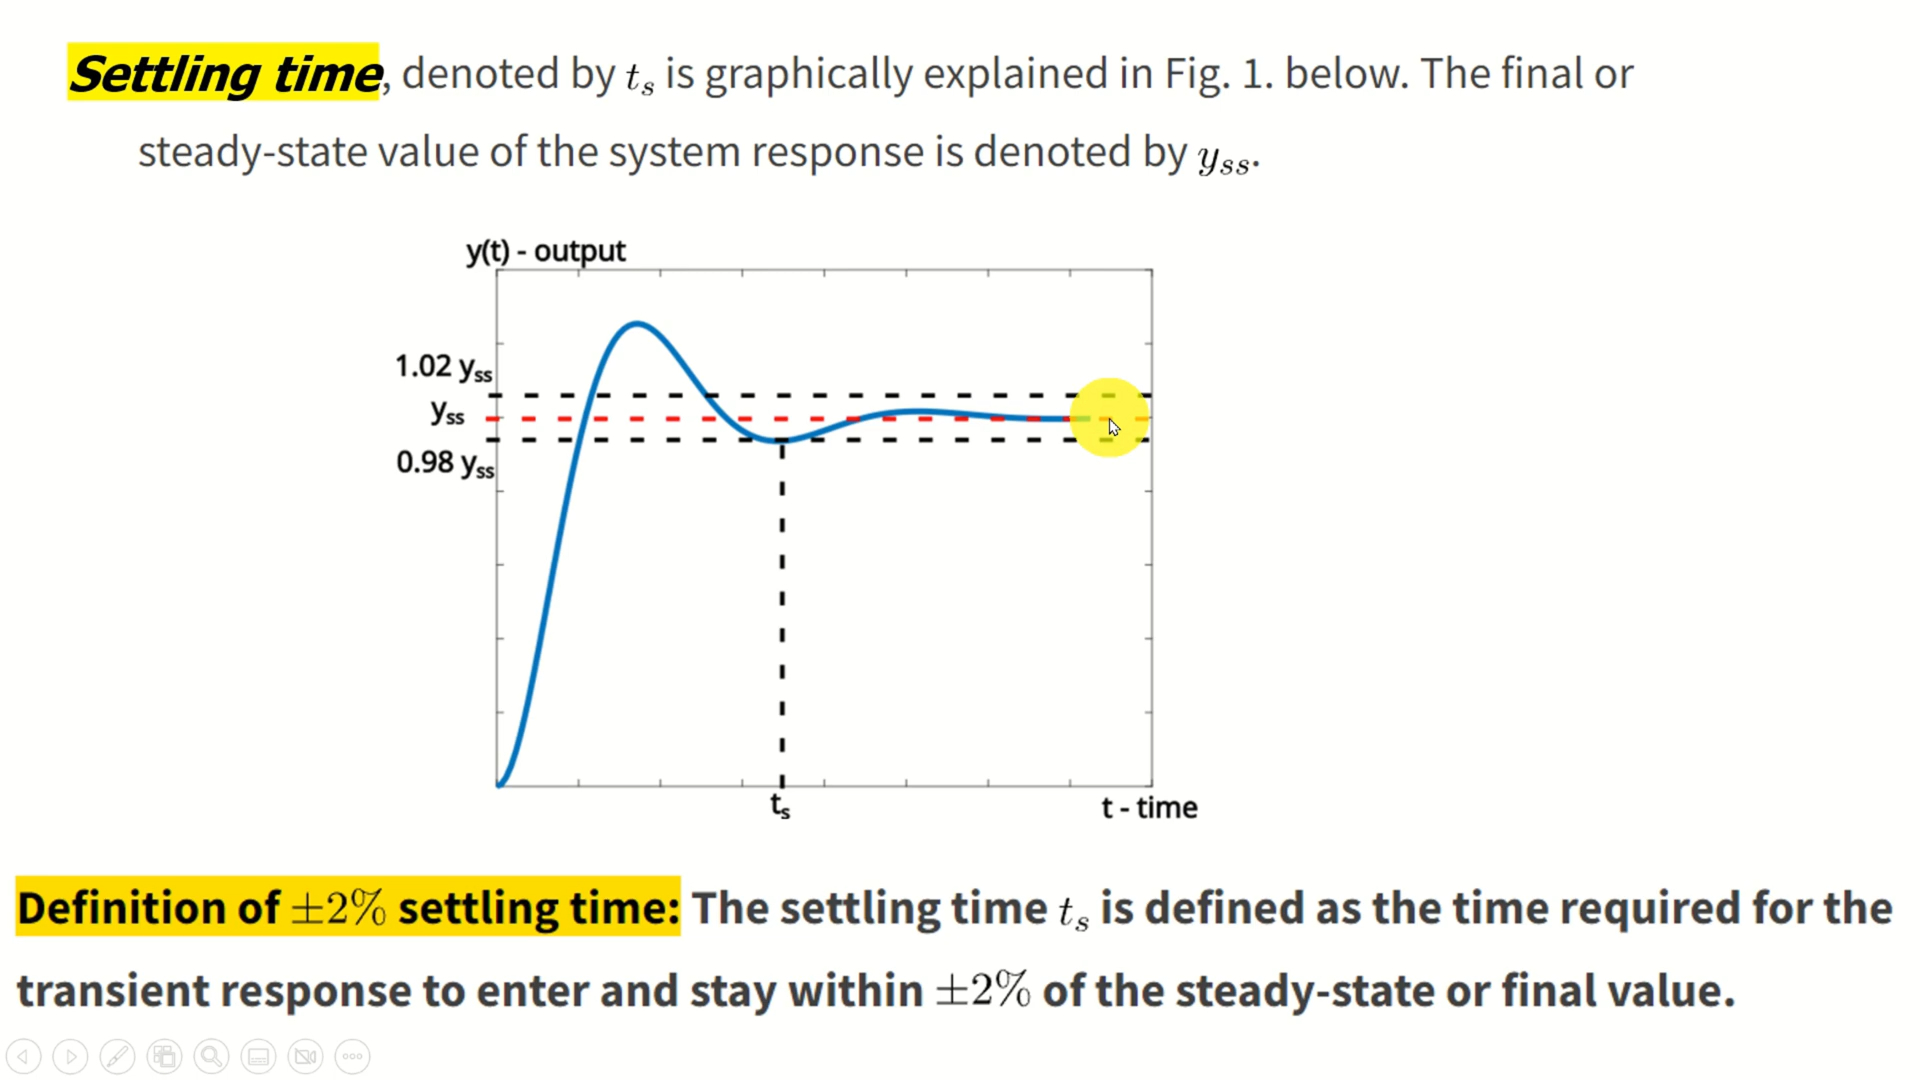 Settling time, denoted by tₛ is graphically explained in Fig. 1. below. The final or
steady-state value of the system response is denoted by yₛₛ.
y(t) - output
1.02 yₛₛ
yₛₛ
0.98 yₛₛ
tₛ
t - time
Definition of ±2% settling time: The settling time tₛ is defined as the time required for the
transient response to enter and stay within ±2% of the steady-state or final value.